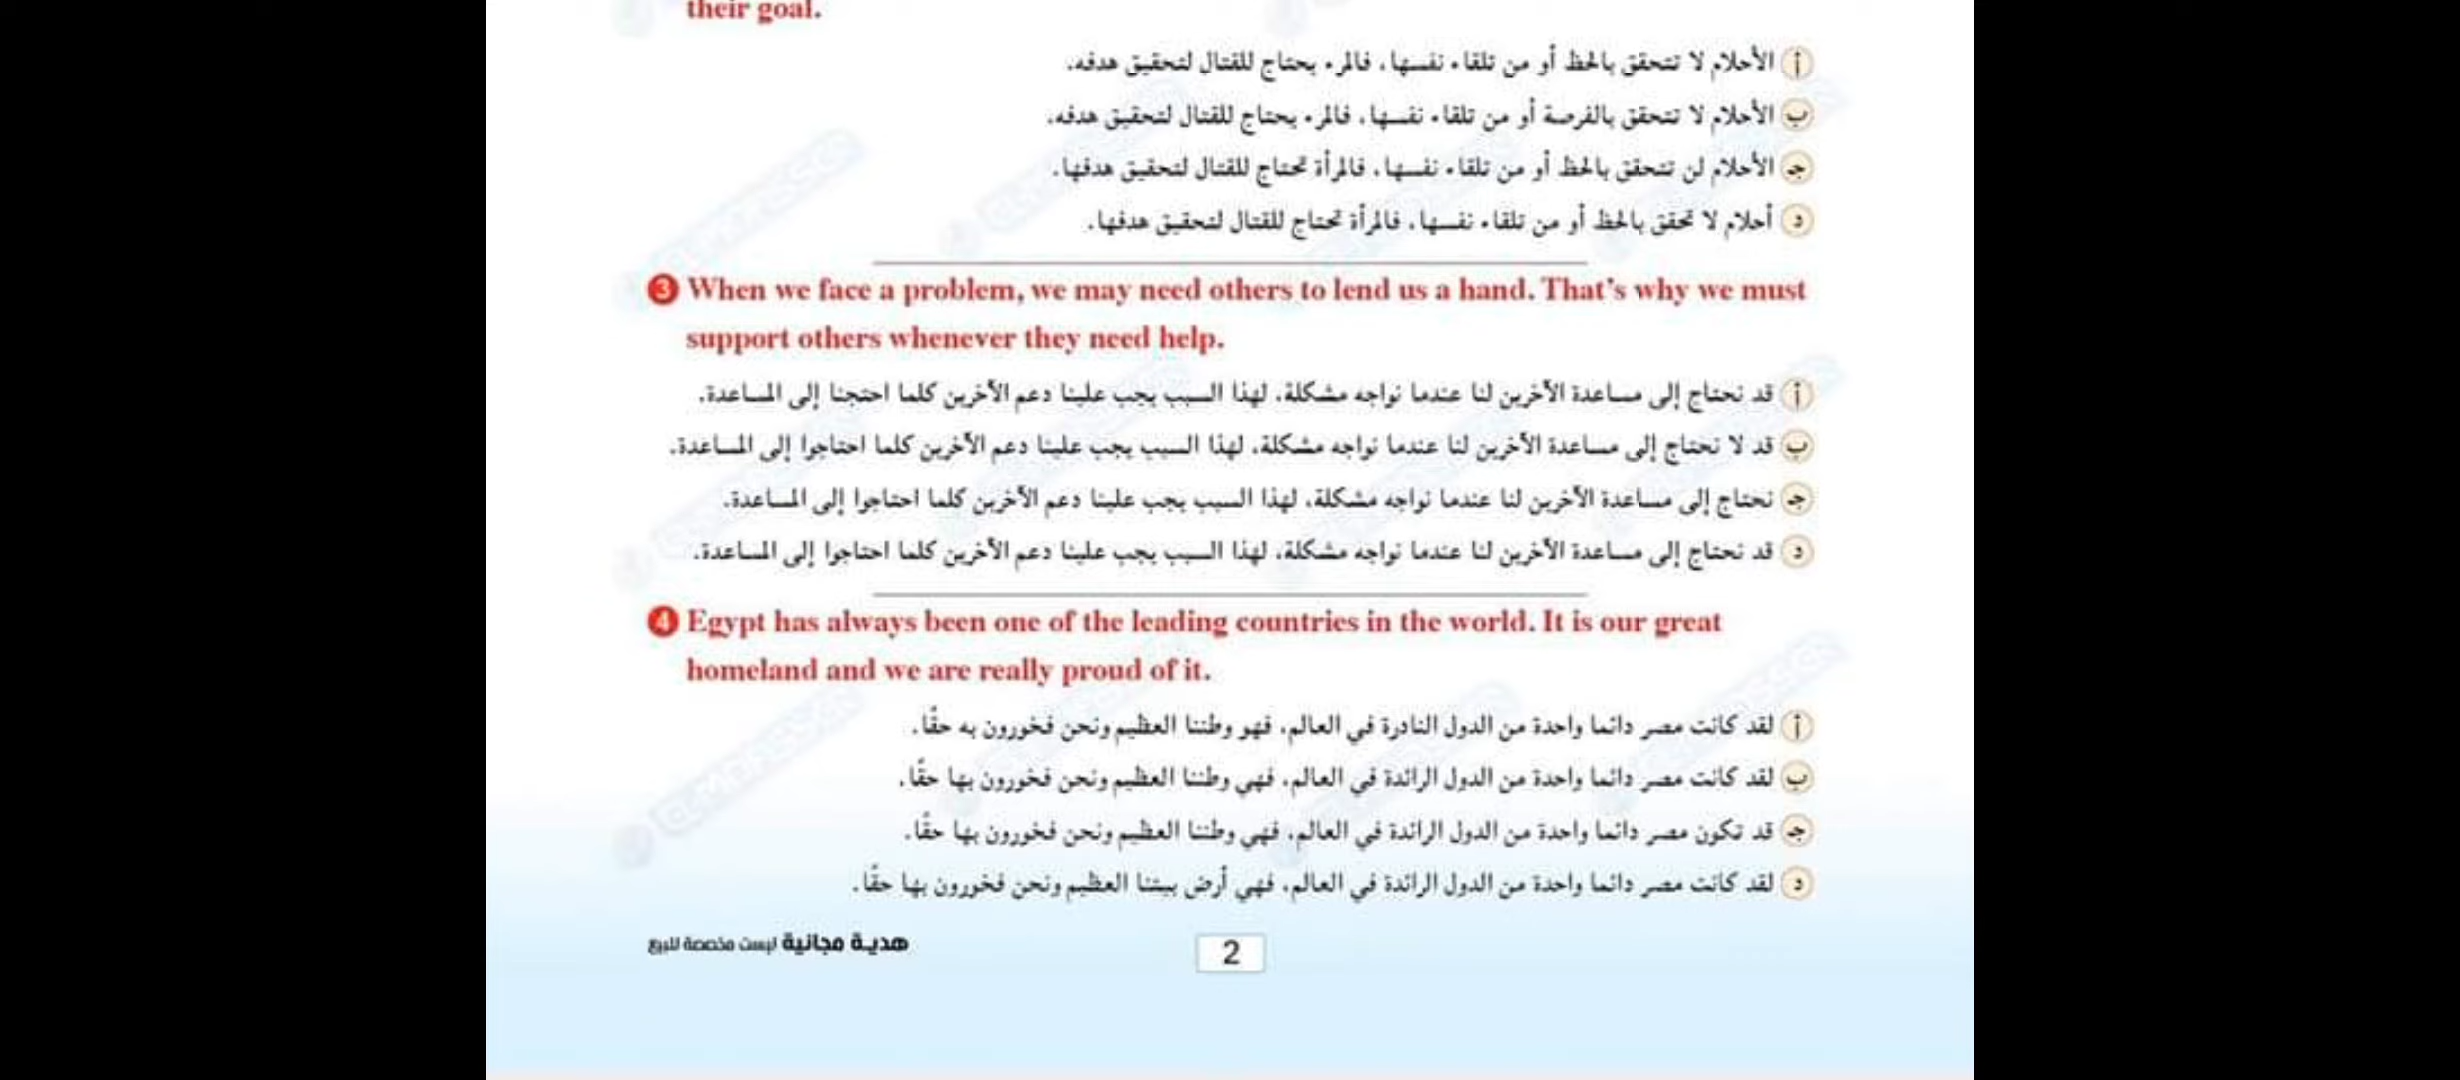 their goal.
أ الأحلام لا تتحقق بالحظ أو من تلقاء نفسها، فالمرء يحتاج للقتال لتحقيق هدفه.
ب الأحلام لا تتحقق بالفرصة أو من تلقاء نفسها، فالمرء يحتاج للقتال لتحقيق هدفه.
جـ الأحلام لن تتحقق بالحظ أو من تلقاء نفسها، فالمرأة تحتاج للقتال لتحقيق هدفها.
د أحلام لا تحقق بالحظ أو من تلقاء نفسها، فالمرأة تحتاج للقتال لتحقيق هدفها.
3 When we face a problem, we may need others to lend us a hand. That's why we must
support others whenever they need help.
أ قد نحتاج إلى مساعدة الآخرين لنا عندما نواجه مشكلة، لهذا السبب يجب علينا دعم الآخرين كلما احتجنا إلى المساعدة.
ب قد لا نحتاج إلى مساعدة الآخرين لنا عندما نواجه مشكلة، لهذا السبب يجب علينا دعم الآخرين كلما احتاجوا إلى المساعدة.
جـ نحتاج إلى مساعدة الآخرين لنا عندما نواجه مشكلة، لهذا السبب يجب علينا دعم الآخرين كلما احتاجوا إلى المساعدة.
د قد نحتاج إلى مساعدة الآخرين لنا عندما نواجه مشكلة، لهذا السبب يجب علينا دعم الآخرين كلما احتاجوا إلى المساعدة.
4 Egypt has always been one of the leading countries in the world. It is our great
homeland and we are really proud of it.
أ لقد كانت مصر دائما واحدة من الدول النادرة في العالم، فهو وطننا العظيم ونحن فخورون به حقًا.
ب لقد كانت مصر دائما واحدة من الدول الرائدة في العالم، فهي وطننا العظيم ونحن فخورون بها حقًا.
جـ قد تكون مصر دائما واحدة من الدول الرائدة في العالم، فهي وطننا العظيم ونحن فخورون بها حقًا.
د لقد كانت مصر دائما واحدة من الدول الرائدة في العالم، فهي أرض بيتنا العظيم ونحن فخورون بها حقًا.
هدية مجانية ليست مخصصة للبيع
2